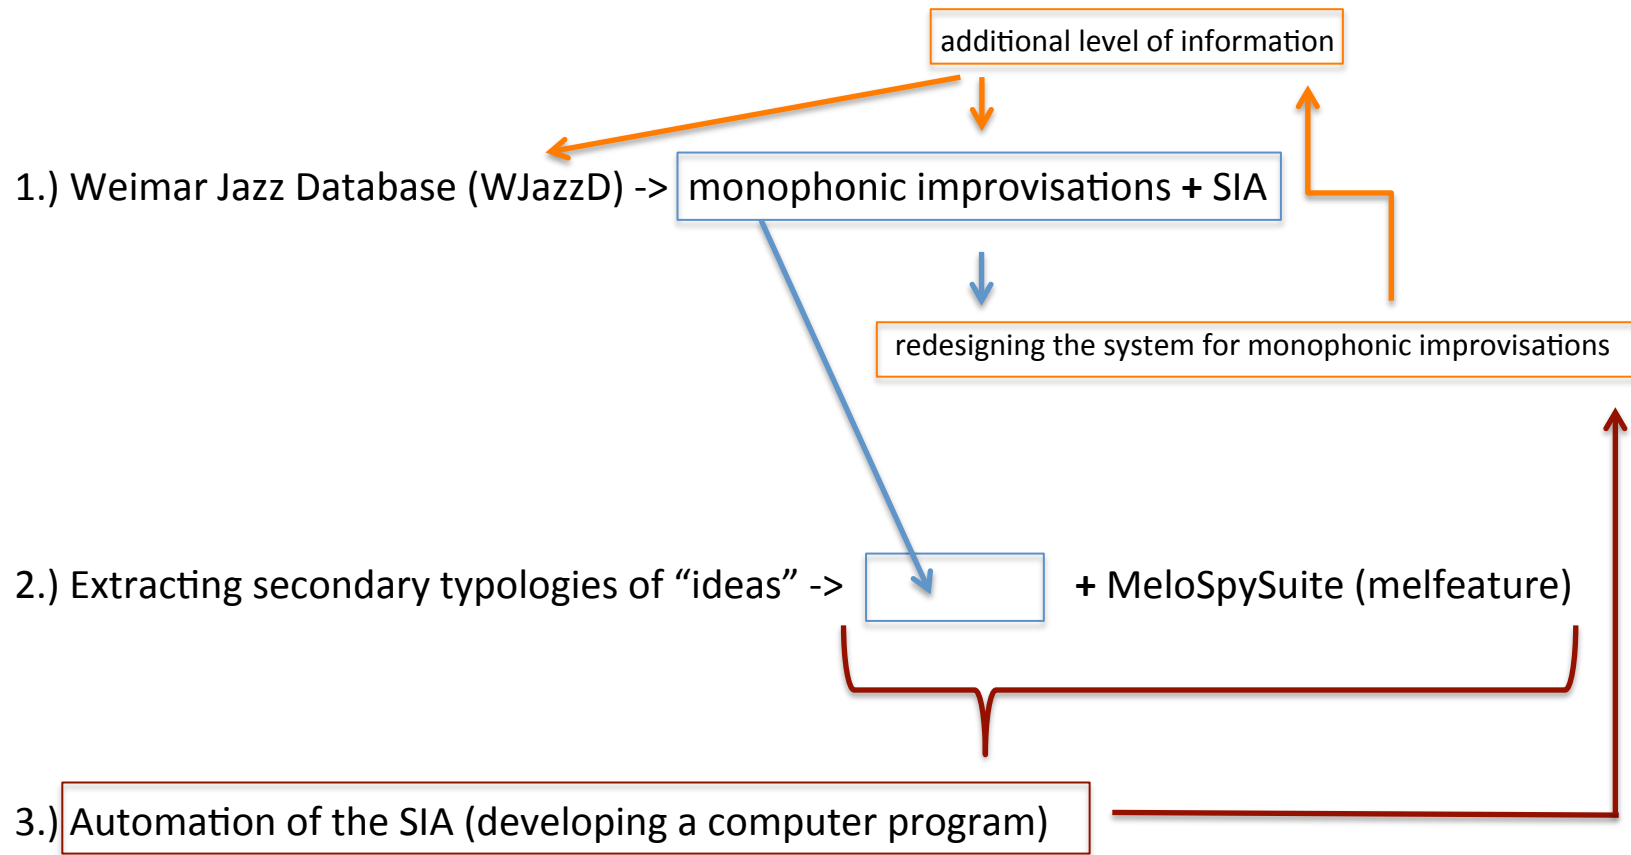 additional level of information
1.) Weimar Jazz Database (WJazzD) -> monophonic improvisations + SIA
redesigning the system for monophonic improvisations
2.) Extracting secondary typologies of “ideas” -> + MeloSpySuite (melfeature)
3.) Automation of the SIA (developing a computer program)